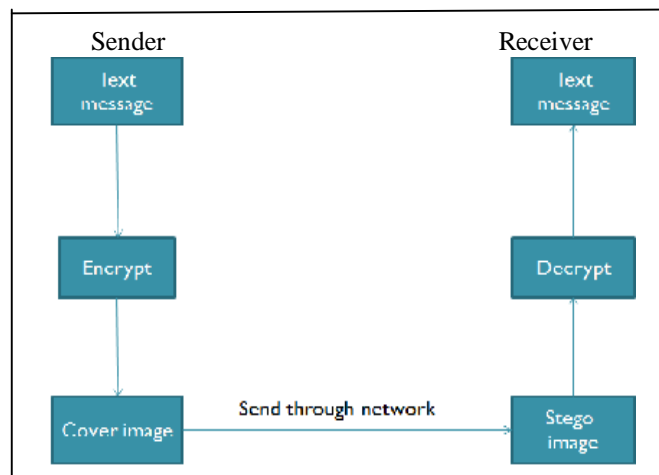 Sender
Receiver
Text
message
Text
message
Encrypt
Decrypt
Send through network
Cover image
Stego
image